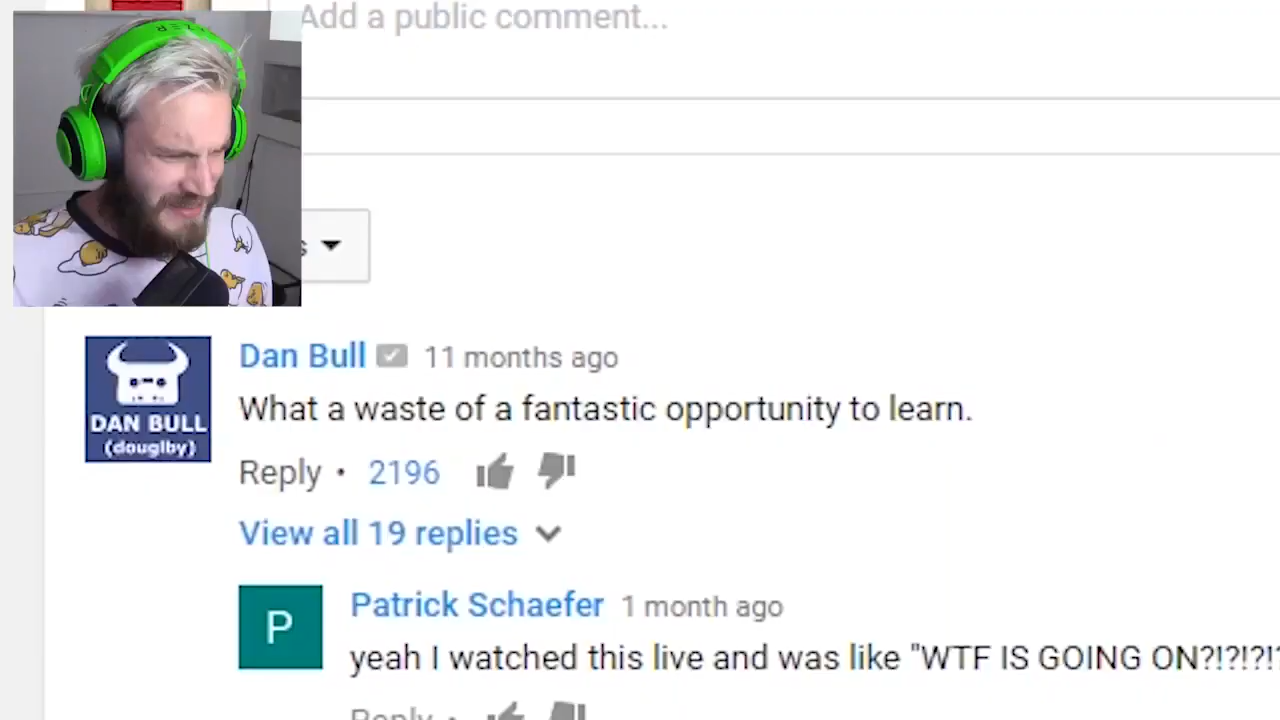 Add a public comment...
Dan Bull 11 months ago
What a waste of a fantastic opportunity to learn.
DAN BULL
(douglby)
Reply • 2196
View all 19 replies
P
Patrick Schaefer 1 month ago
yeah I watched this live and was like "WTF IS GOING ON?!?!?!?
Reply •